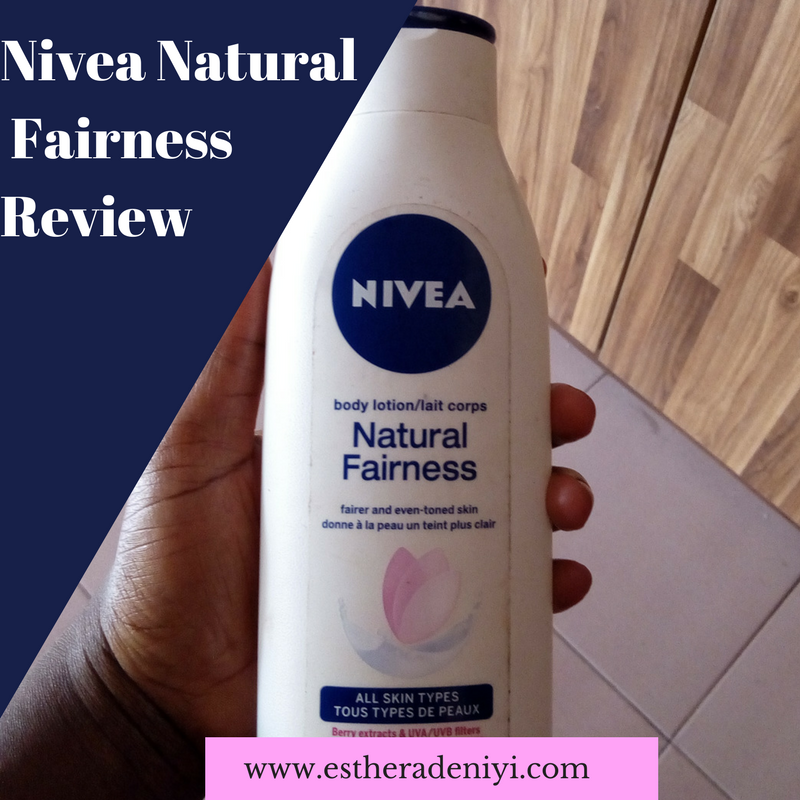 Nivea Natural
Fairness
Review
NIVEA
body lotion/lait corps
Natural
Fairness
fairer and even-toned skin
donne à la peau un teint plus clair
ALL SKIN TYPES
TOUS TYPES DE PEAUX
Berry extracts & UVA/UVB filters
www.estheradeniyi.com